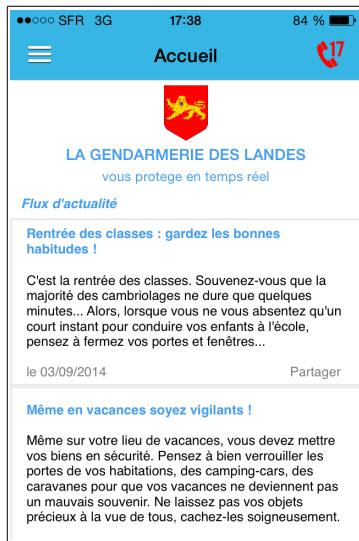 ●●○○○ SFR 3G 17:38 84 %
Accueil 17
LA GENDARMERIE DES LANDES
vous protege en temps réel
Flux d'actualité
Rentrée des classes : gardez les bonnes
habitudes !
C'est la rentrée des classes. Souvenez-vous que la
majorité des cambriolages ne dure que quelques
minutes... Alors, lorsque vous ne vous absentez qu'un
court instant pour conduire vos enfants à l'école,
pensez à fermez vos portes et fenêtres...
le 03/09/2014 Partager
Même en vacances soyez vigilants !
Même sur votre lieu de vacances, vous devez mettre
vos biens en sécurité. Pensez à bien verrouiller les
portes de vos habitations, des camping-cars, des
caravanes pour que vos vacances ne deviennent pas
un mauvais souvenir. Ne laissez pas vos objets
précieux à la vue de tous, cachez-les soigneusement.